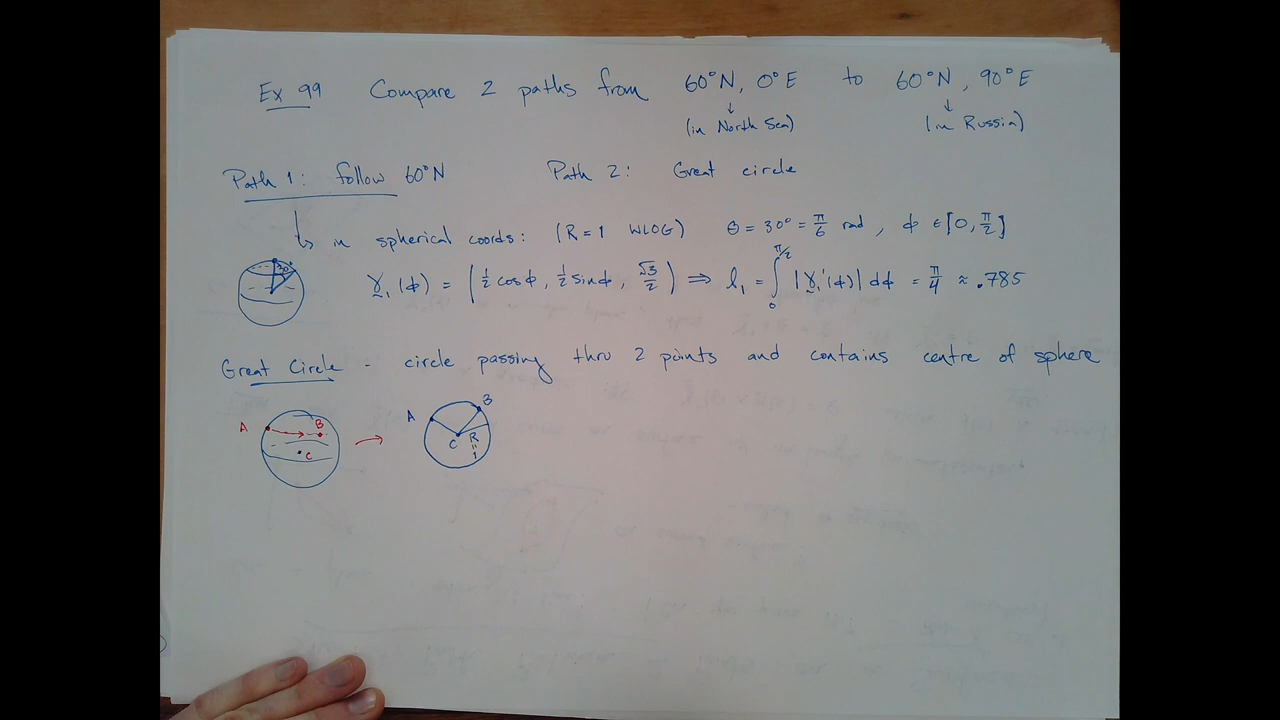 Ex 99 Compare 2 paths from 60°N, 0°E to 60°N, 90°E
↓ ↓
(in North Sea) (in Russia)
Path 1: follow 60°N Path 2: Great circle
↳ in spherical coords: (R=1 WLOG) θ = 30° = π/6 rad, ϕ ∈ [0, π/2]
30°
γ₁(ϕ) = (½ cosϕ, ½ sinϕ, √3/2) ⇒ l₁ = ∫₀^{π/2} |γ₁'(ϕ)| dϕ = π/4 ≈ .785
Great Circle - circle passing thru 2 points and contains centre of sphere
A B C → A B C R = 1